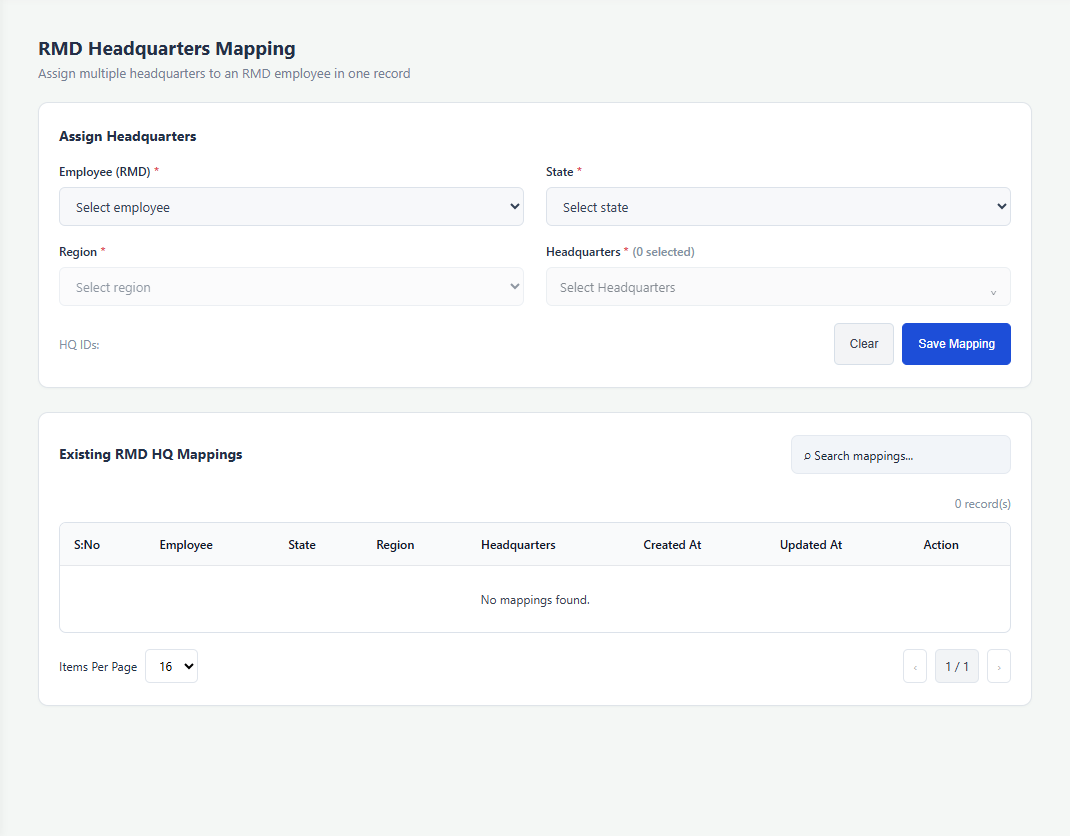 RMD Headquarters Mapping
Assign multiple headquarters to an RMD employee in one record
Assign Headquarters
Employee (RMD) *
State *
Select employee
Select state
Region *
Headquarters * (0 selected)
Select region
Select Headquarters
HQ IDs:
Clear
Save Mapping
Existing RMD HQ Mappings
Search mappings...
0 record(s)
S:No Employee State Region Headquarters Created At Updated At Action
No mappings found.
Items Per Page 16
‹ 1 / 1 ›